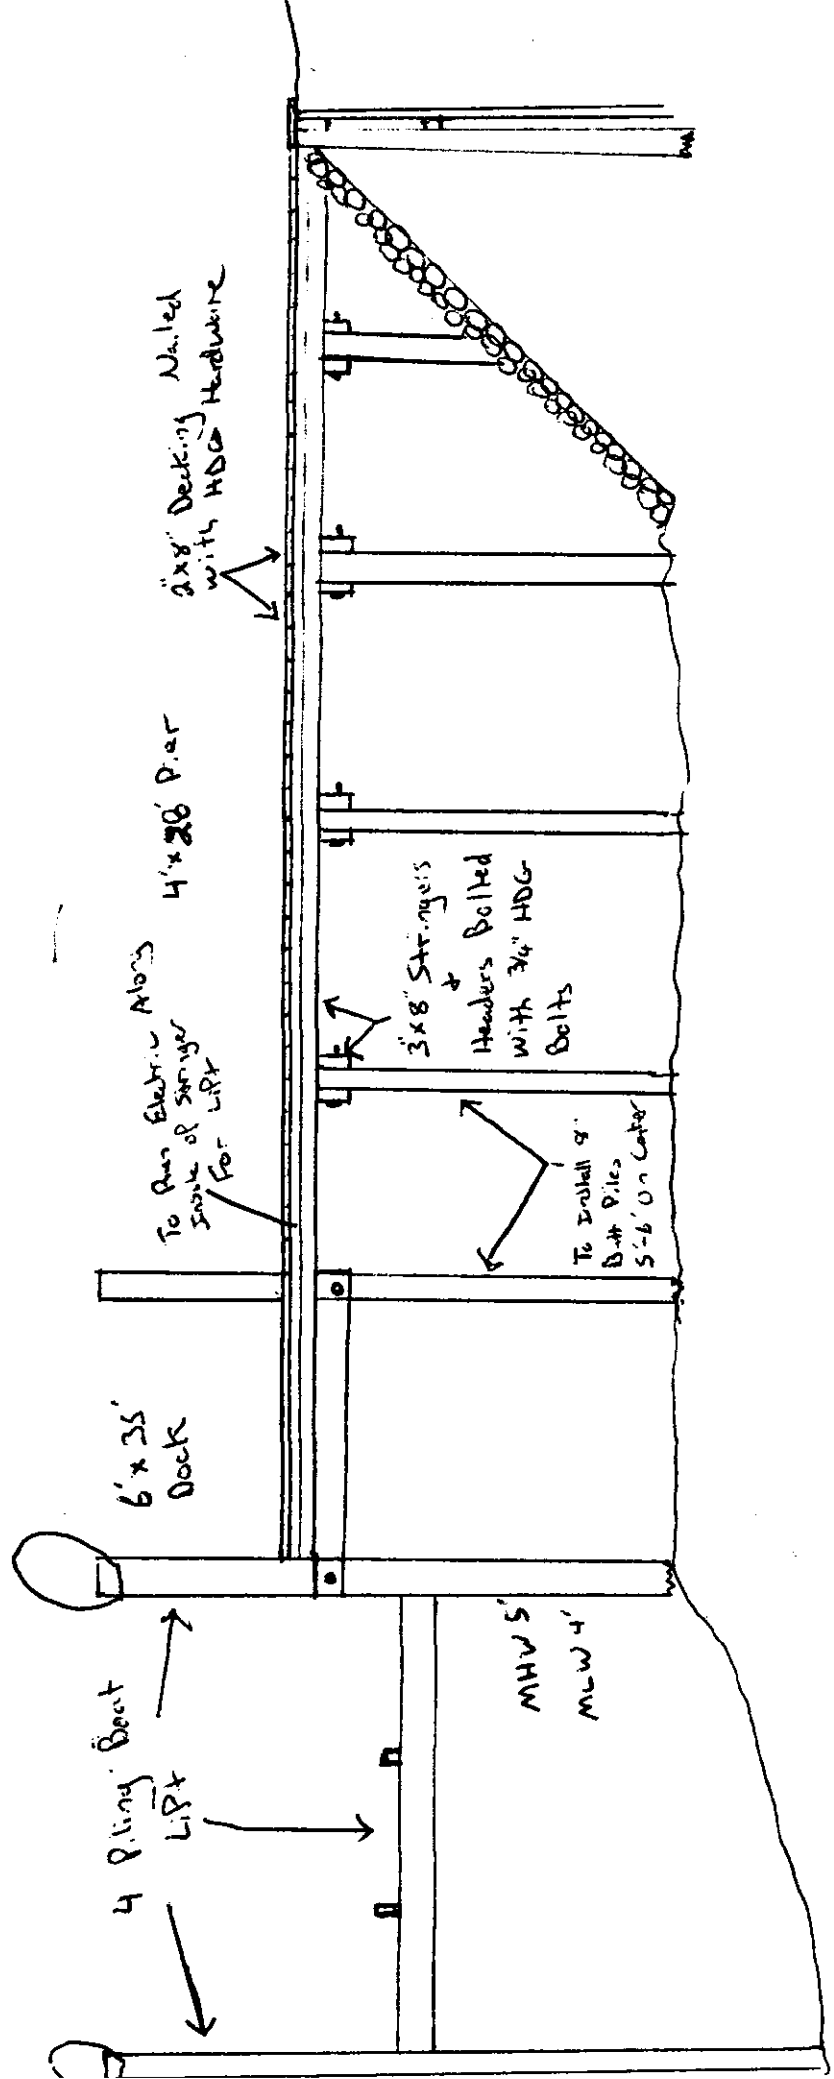 4 Piling Boat
Lift
6' x 35'
Dock
To Run Electric Along
Inside of Stringer
For Lift
4' x 28' Pier
2"x8" Decking Nailed
with HDG Hardware
3"x8" Stringers
+
Headers Bolted
with 3/4" HDG
Bolts
To Install 8"
Butt Piles
5'-6' On Center
MHW 5'
MLW 4'